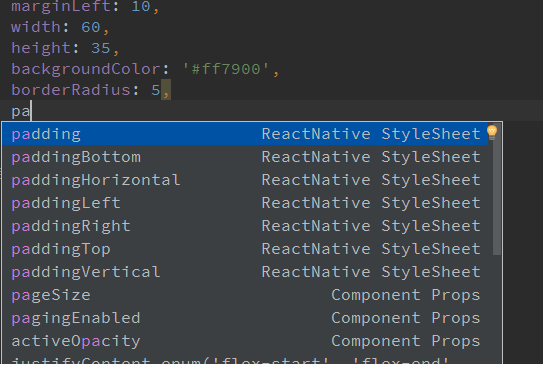 marginLeft: 10,
width: 60,
height: 35,
backgroundColor: '#ff7900',
borderRadius: 5,
pa
padding ReactNative StyleSheet
paddingBottom ReactNative StyleSheet
paddingHorizontal ReactNative StyleSheet
paddingLeft ReactNative StyleSheet
paddingRight ReactNative StyleSheet
paddingTop ReactNative StyleSheet
paddingVertical ReactNative StyleSheet
pageSize Component Props
pagingEnabled Component Props
activeOpacity Component Props
justifyContent enum('flex-start', 'flex-end'